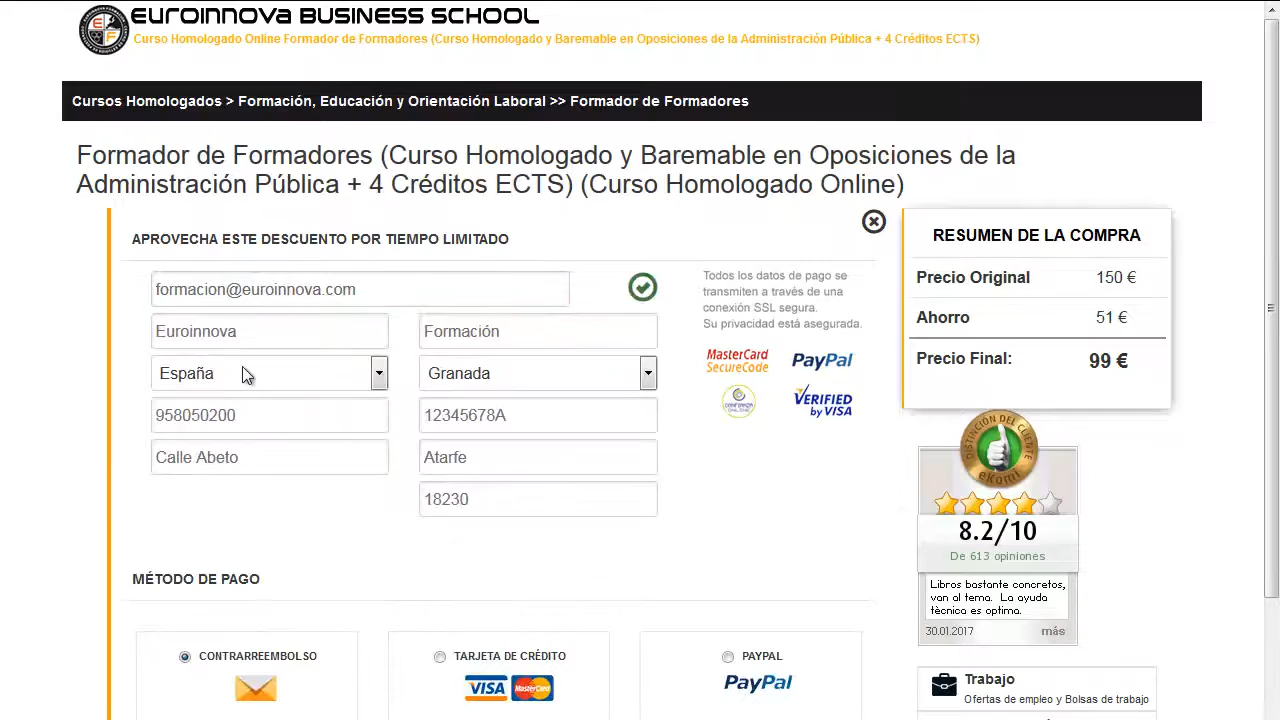 EUROINNOVA BUSINESS SCHOOL
Curso Homologado Online Formador de Formadores (Curso Homologado y Baremable en Oposiciones de la Administración Pública + 4 Créditos ECTS)
Cursos Homologados > Formación, Educación y Orientación Laboral >> Formador de Formadores
Formador de Formadores (Curso Homologado y Baremable en Oposiciones de la
Administración Pública + 4 Créditos ECTS) (Curso Homologado Online)
APROVECHA ESTE DESCUENTO POR TIEMPO LIMITADO
formacion@euroinnova.com
Euroinnova
Formación
España
Granada
958050200
12345678A
Calle Abeto
Atarfe
18230
Todos los datos de pago se
transmiten a través de una
conexión SSL segura.
Su privacidad está asegurada.
MasterCard
SecureCode
PayPal
CONFIANZA
ONLINE
VERIFIED
by VISA
RESUMEN DE LA COMPRA
Precio Original 150 €
Ahorro 51 €
Precio Final: 99 €
DISTINCIÓN DEL CLIENTE
eKomi
8.2/10
De 613 opiniones
Libros bastante concretos,
van al tema. La ayuda
tècnica es optima.
30.01.2017 más
Trabajo
Ofertas de empleo y Bolsas de trabajo
MÉTODO DE PAGO
CONTRARREEMBOLSO
TARJETA DE CRÉDITO
VISA
MasterCard
PAYPAL
PayPal